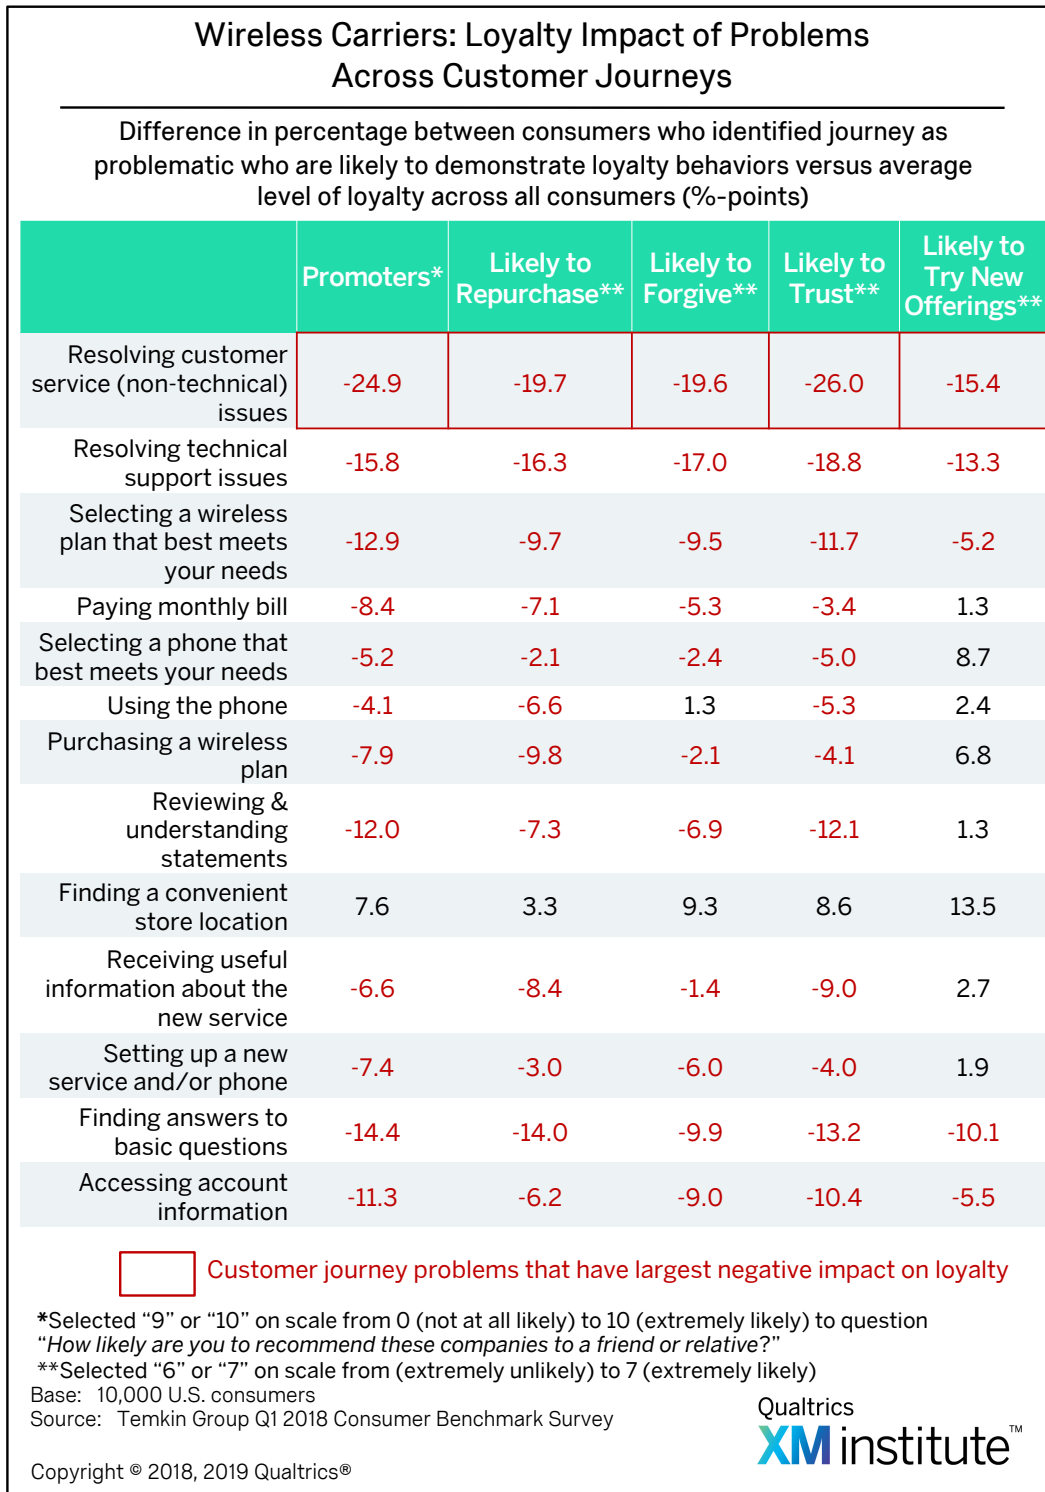 Wireless Carriers: Loyalty Impact of Problems
Across Customer Journeys
Difference in percentage between consumers who identified journey as
problematic who are likely to demonstrate loyalty behaviors versus average
level of loyalty across all consumers (%-points)
Promoters* Likely to Repurchase** Likely to Forgive** Likely to Trust** Likely to Try New Offerings**
Resolving customer service (non-technical) issues -24.9 -19.7 -19.6 -26.0 -15.4
Resolving technical support issues -15.8 -16.3 -17.0 -18.8 -13.3
Selecting a wireless plan that best meets your needs -12.9 -9.7 -9.5 -11.7 -5.2
Paying monthly bill -8.4 -7.1 -5.3 -3.4 1.3
Selecting a phone that best meets your needs -5.2 -2.1 -2.4 -5.0 8.7
Using the phone -4.1 -6.6 1.3 -5.3 2.4
Purchasing a wireless plan -7.9 -9.8 -2.1 -4.1 6.8
Reviewing & understanding statements -12.0 -7.3 -6.9 -12.1 1.3
Finding a convenient store location 7.6 3.3 9.3 8.6 13.5
Receiving useful information about the new service -6.6 -8.4 -1.4 -9.0 2.7
Setting up a new service and/or phone -7.4 -3.0 -6.0 -4.0 1.9
Finding answers to basic questions -14.4 -14.0 -9.9 -13.2 -10.1
Accessing account information -11.3 -6.2 -9.0 -10.4 -5.5
Customer journey problems that have largest negative impact on loyalty
*Selected “9” or “10” on scale from 0 (not at all likely) to 10 (extremely likely) to question
“How likely are you to recommend these companies to a friend or relative?”
**Selected “6” or “7” on scale from (extremely unlikely) to 7 (extremely likely)
Base: 10,000 U.S. consumers
Source: Temkin Group Q1 2018 Consumer Benchmark Survey
Copyright © 2018, 2019 Qualtrics®
Qualtrics
XM institute™